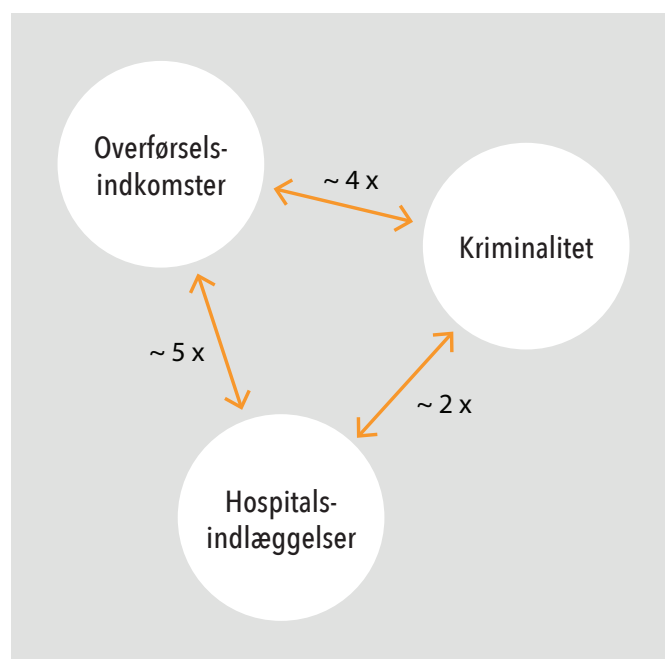 Overførsels-
indkomster
~ 4 x
Kriminalitet
~ 5 x
~ 2 x
Hospitals-
indlæggelser